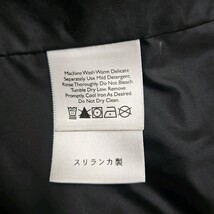 Machine Wash Warm Delicate
Separate Use Mild Detergent,
Rinse Thoroughly Do Not Bleach,
Tumble Dry Low. Remove
Promptly, Cool Iron As Desired
Do Not Dry Clean.
スリランカ製